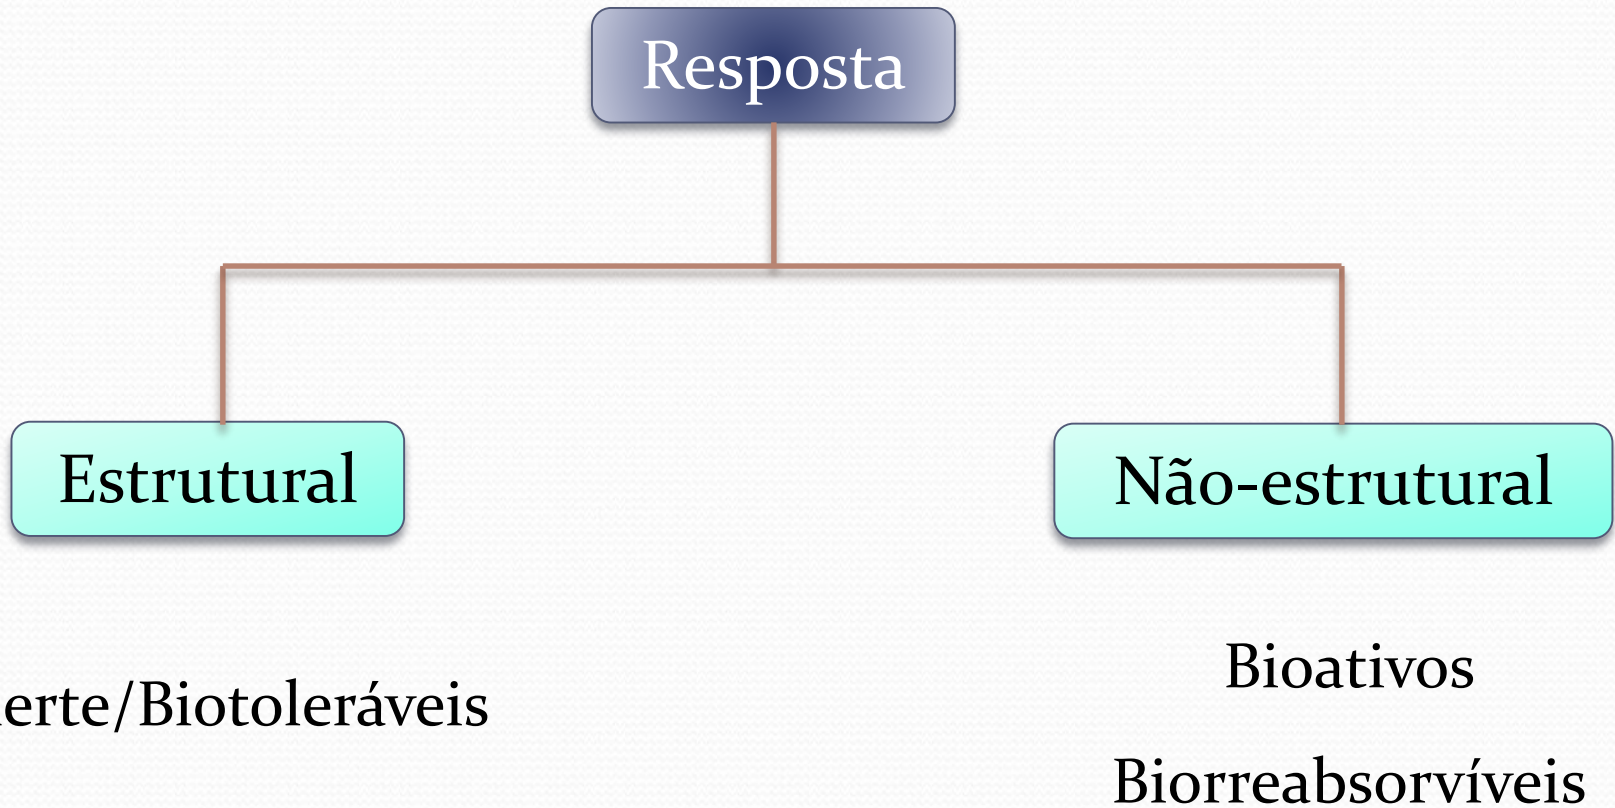 Resposta
Estrutural
Não-estrutural
erte/Biotoleráveis
Bioativos
Biorreabsorvíveis